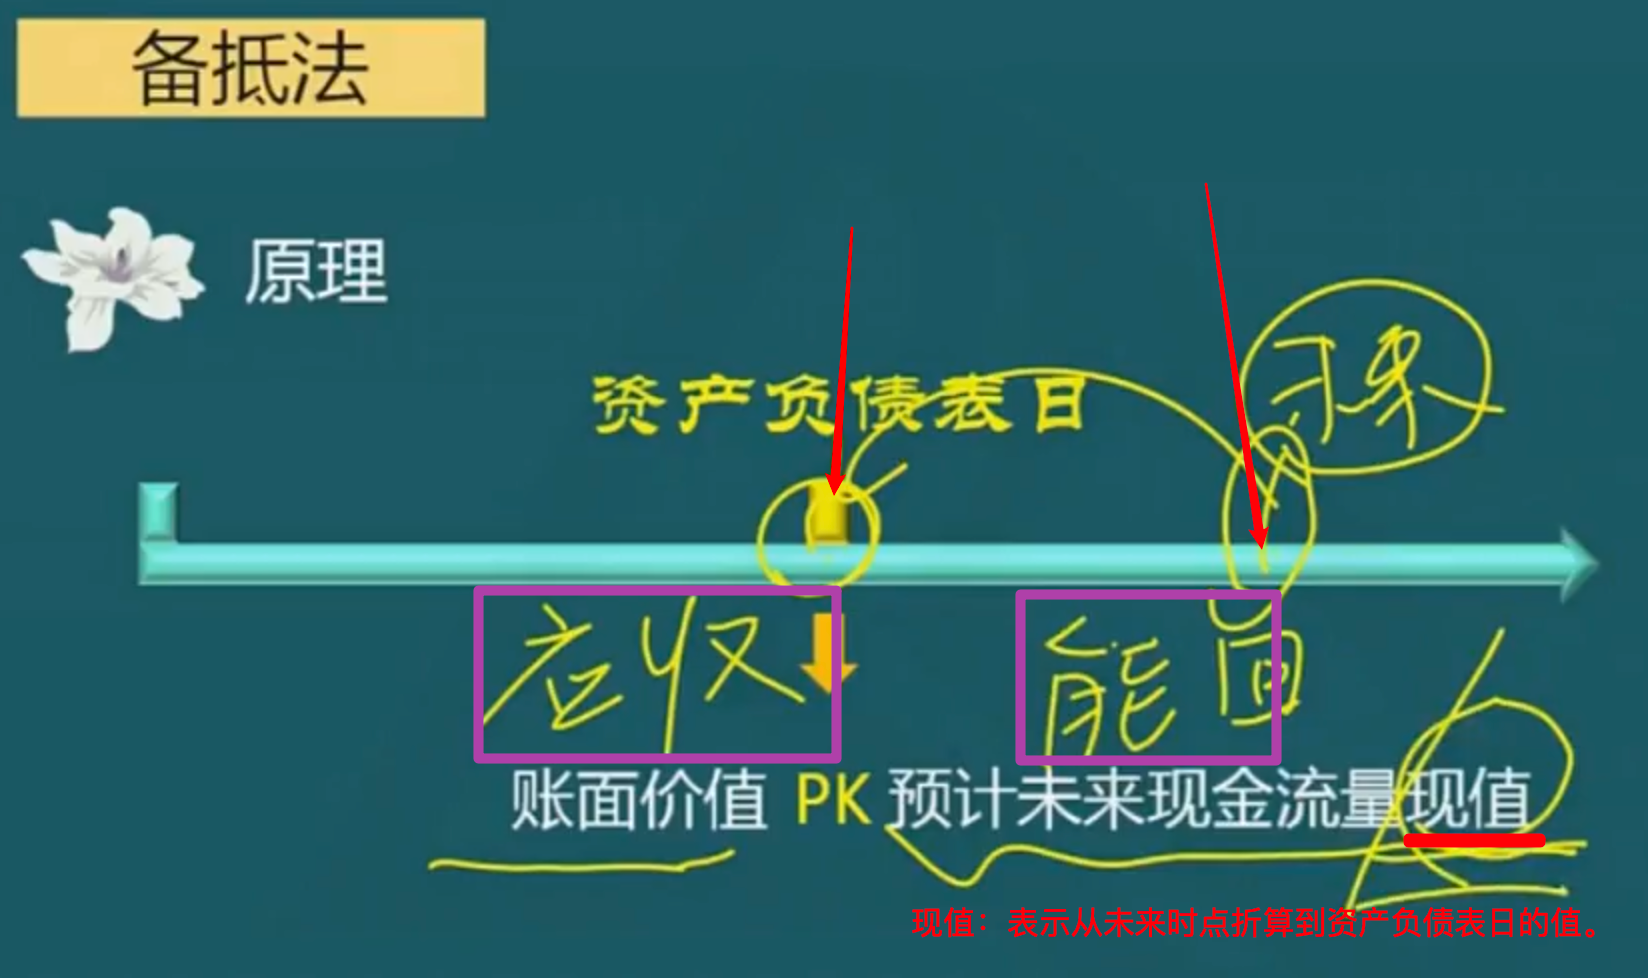 备抵法
原理
资产负债表日
未来
应收 能回
账面价值 PK 预计未来现金流量现值
现值：表示从未来时点折算到资产负债表日的值。